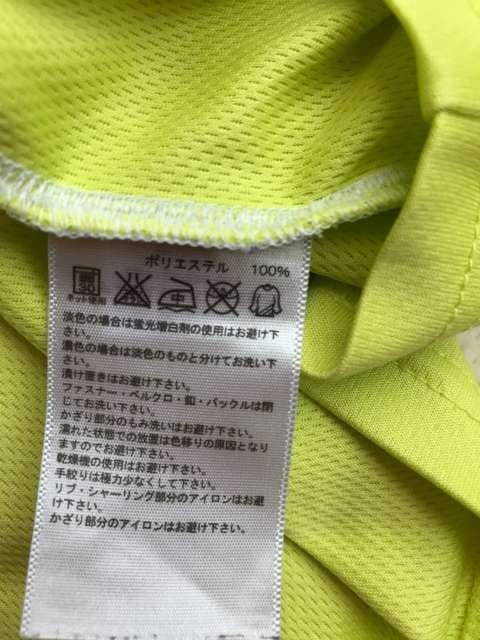 ポリエステル 100%
30
ネット使用
エンソサラシ
中
ドライ
淡色の場合は蛍光増白剤の使用はお避け下
さい。
濃色の場合は淡色のものと分けてお洗い下
さい。
漬け置きはお避け下さい。
ファスナー・ベルクロ・釦・バックルは閉
じてお洗い下さい。
かざり部分のもみ洗いはお避け下さい。
濡れた状態での放置は色移りの原因となり
ますのでお避け下さい。
乾燥機の使用はお避け下さい。
手絞りは極力少なくして下さい。
リブ・シャーリング部分のアイロンはお避け
下さい。
かざり部分のアイロンはお避け下さい。